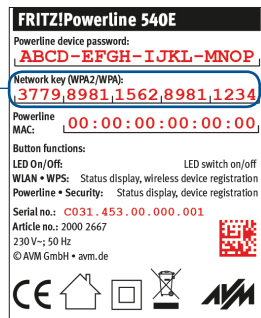 FRITZ!Powerline 540E
Powerline device password:
ABCD-EFGH-IJKL-MNOP
Network key (WPA2/WPA):
3779 8981 1562 8981 1234
Powerline MAC: 00:00:00:00:00:00
Button functions:
LED On/Off: LED switch on/off
WLAN • WPS: Status display, wireless device registration
Powerline • Security: Status display, device registration
Serial no.: C031.453.00.000.001
Article no.: 2000 2667
230 V~; 50 Hz
© AVM GmbH • avm.de
CE
AVM